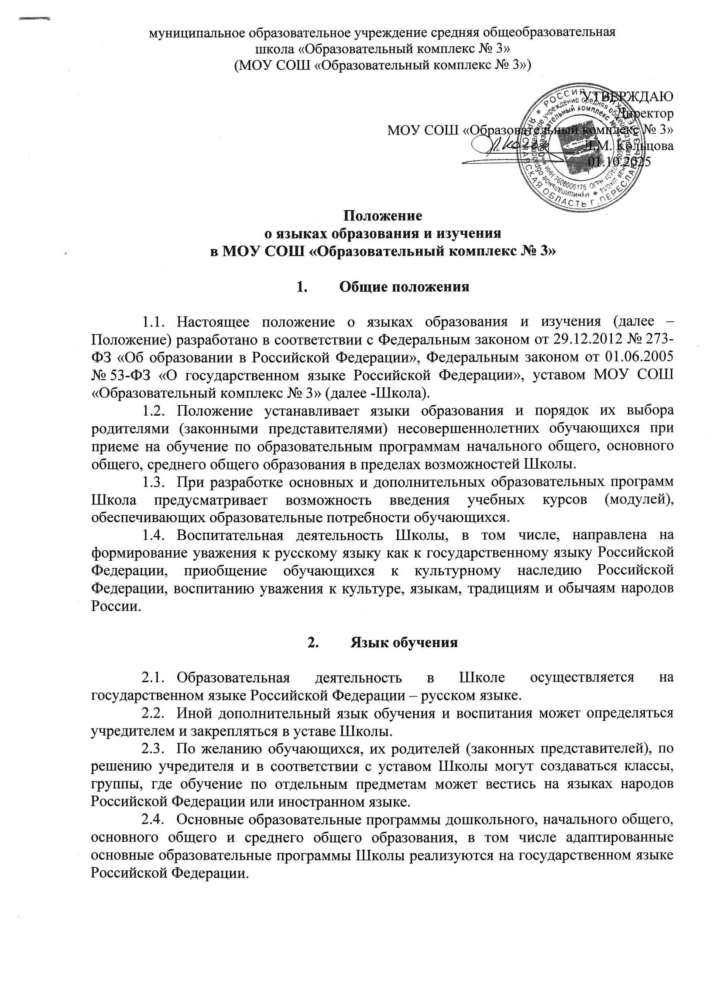 муниципальное образовательное учреждение средняя общеобразовательная
школа «Образовательный комплекс № 3»
(МОУ СОШ «Образовательный комплекс № 3»)
УТВЕРЖДАЮ
Директор
МОУ СОШ «Образовательный комплекс № 3»
Л.М. Кольцова
01.10.2025
Положение
о языках образования и изучения
в МОУ СОШ «Образовательный комплекс № 3»
1. Общие положения
1.1. Настоящее положение о языках образования и изучения (далее –
Положение) разработано в соответствии с Федеральным законом от 29.12.2012 № 273-
ФЗ «Об образовании в Российской Федерации», Федеральным законом от 01.06.2005
№ 53-ФЗ «О государственном языке Российской Федерации», уставом МОУ СОШ
«Образовательный комплекс № 3» (далее -Школа).
1.2. Положение устанавливает языки образования и порядок их выбора
родителями (законными представителями) несовершеннолетних обучающихся при
приеме на обучение по образовательным программам начального общего, основного
общего, среднего общего образования в пределах возможностей Школы.
1.3. При разработке основных и дополнительных образовательных программ
Школа предусматривает возможность введения учебных курсов (модулей),
обеспечивающих образовательные потребности обучающихся.
1.4. Воспитательная деятельность Школы, в том числе, направлена на
формирование уважения к русскому языку как к государственному языку Российской
Федерации, приобщение обучающихся к культурному наследию Российской
Федерации, воспитанию уважения к культуре, языкам, традициям и обычаям народов
России.
2. Язык обучения
2.1. Образовательная деятельность в Школе осуществляется на
государственном языке Российской Федерации – русском языке.
2.2. Иной дополнительный язык обучения и воспитания может определяться
учредителем и закрепляться в уставе Школы.
2.3. По желанию обучающихся, их родителей (законных представителей), по
решению учредителя и в соответствии с уставом Школы могут создаваться классы,
группы, где обучение по отдельным предметам может вестись на языках народов
Российской Федерации или иностранном языке.
2.4. Основные образовательные программы дошкольного, начального общего,
основного общего и среднего общего образования, в том числе адаптированные
основные образовательные программы Школы реализуются на государственном языке
Российской Федерации.
РОССИЯ * ЯРОСЛАВСКАЯ ОБЛАСТЬ Г.ПЕРЕСЛАВЛЬ-ЗАЛЕССКИЙ
муниципальное образовательное учреждение средняя общеобразовательная школа
«Образовательный комплекс №
ИНН 7608009175 ОГРН